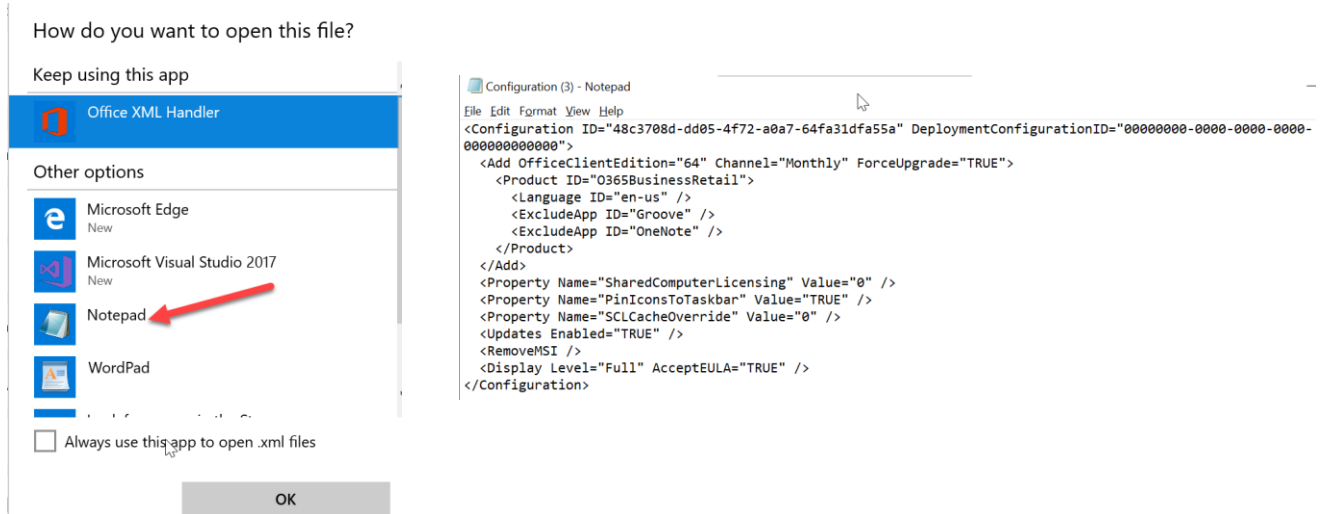 How do you want to open this file?
Keep using this app
Office XML Handler
Other options
Microsoft Edge
New
Microsoft Visual Studio 2017
New
Notepad
WordPad
Always use this app to open .xml files
OK
Configuration (3) - Notepad
File Edit Format View Help
<Configuration ID="48c3708d-dd05-4f72-a0a7-64fa31dfa55a" DeploymentConfigurationID="00000000-0000-0000-0000-
000000000000">
  <Add OfficeClientEdition="64" Channel="Monthly" ForceUpgrade="TRUE">
    <Product ID="O365BusinessRetail">
      <Language ID="en-us" />
      <ExcludeApp ID="Groove" />
      <ExcludeApp ID="OneNote" />
    </Product>
  </Add>
  <Property Name="SharedComputerLicensing" Value="0" />
  <Property Name="PinIconsToTaskbar" Value="TRUE" />
  <Property Name="SCLCacheOverride" Value="0" />
  <Updates Enabled="TRUE" />
  <RemoveMSI />
  <Display Level="Full" AcceptEULA="TRUE" />
</Configuration>